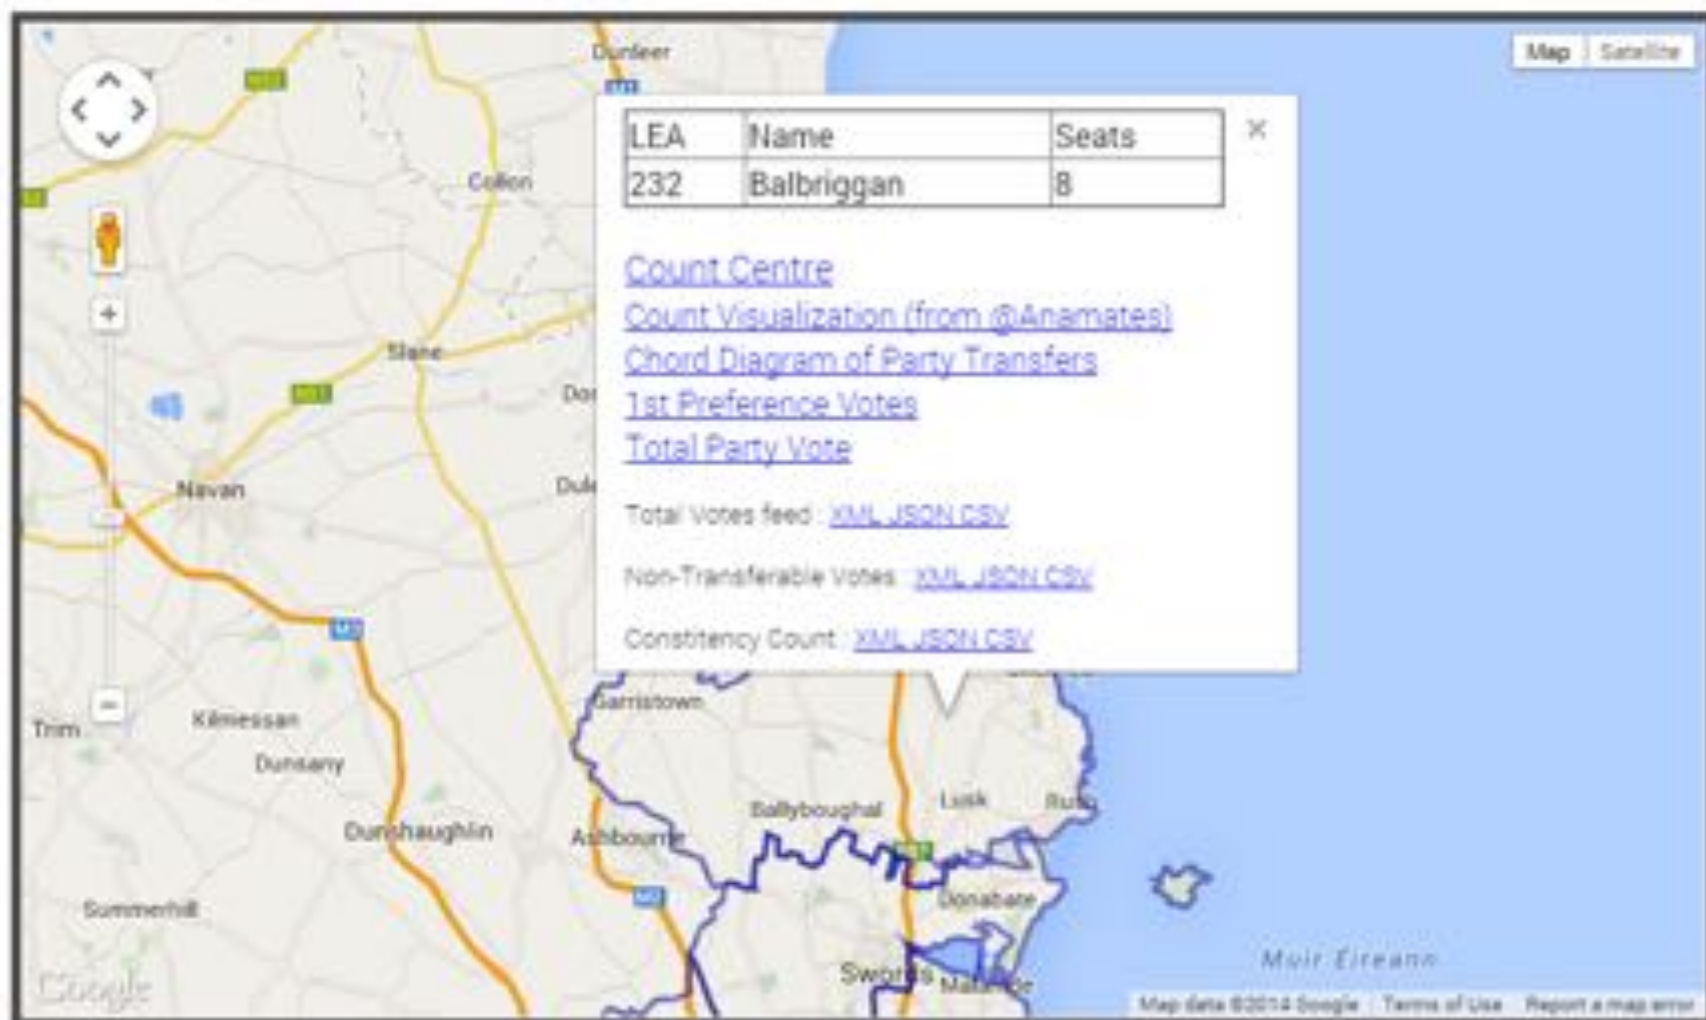 Dunleer
Map Satellite
LEA Name Seats
232 Balbriggan 8
Collon
Count Centre
Count Visualization (from @Anamates)
Chord Diagram of Party Transfers
1st Preference Votes
Total Party Vote
Slane
Navan
Total Votes feed : XML JSON CSV
Non-Transferable Votes : XML JSON CSV
Constitency Count : XML JSON CSV
Garristown
Trim
Kilmessan
Dunsany
Ballyboughal
Lusk
Rush
Dunshaughlin
Ashbourne
M3
Summerhill
Donabate
Swords
Malahide
Muir Éireann
Google
Map data ©2014 Google Terms of Use Report a map error